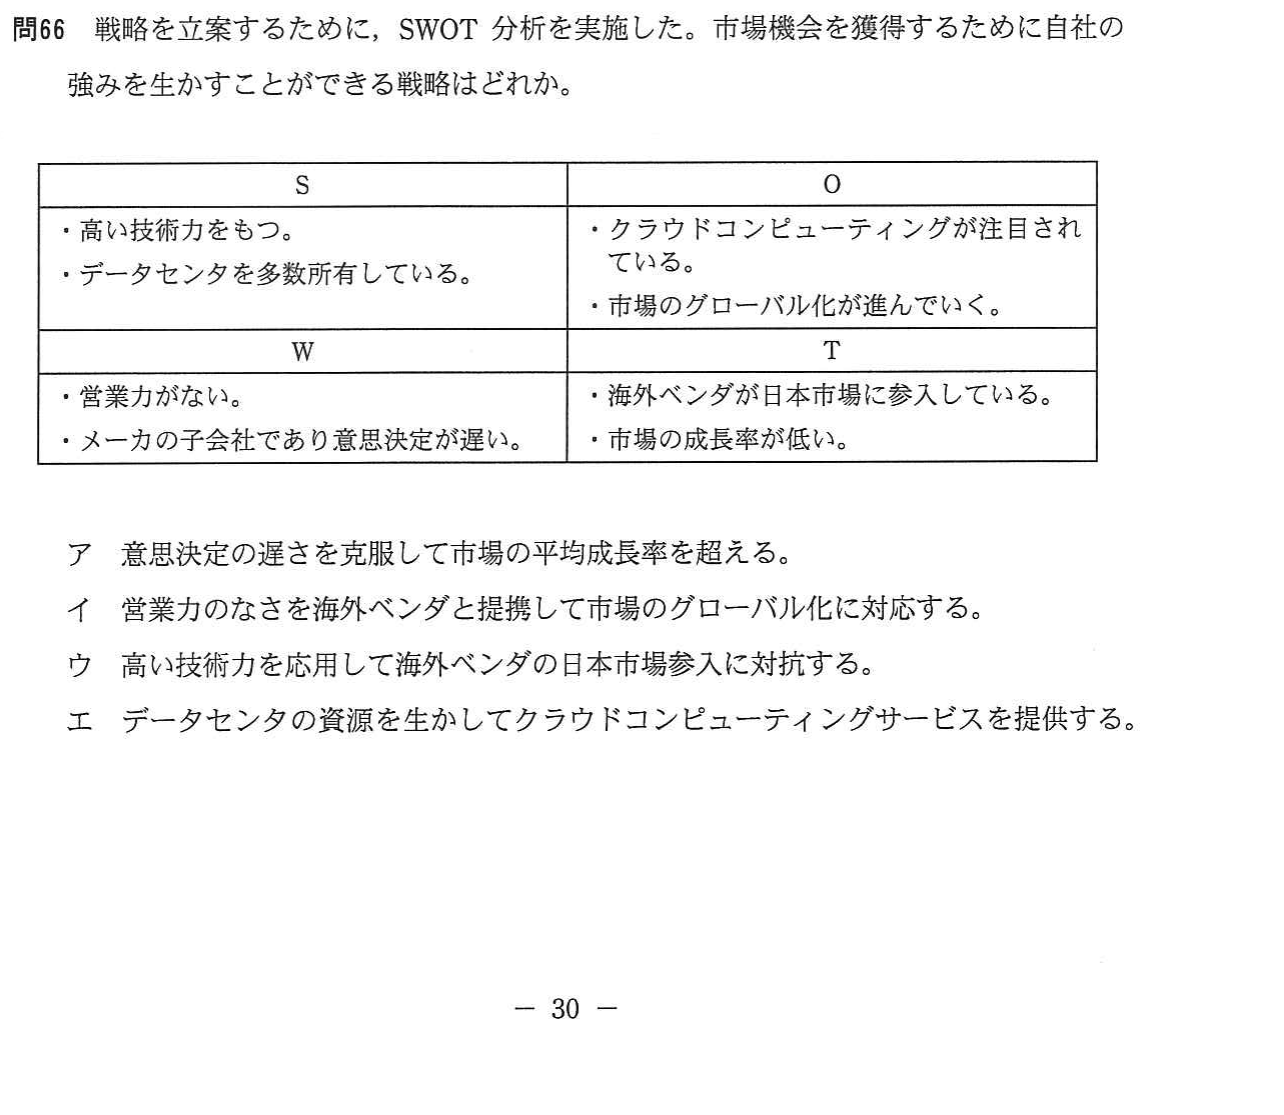 問66 戦略を立案するために，SWOT 分析を実施した。市場機会を獲得するために自社の
強みを生かすことができる戦略はどれか。
S
O
・高い技術力をもつ。
・データセンタを多数所有している。
・クラウドコンピューティングが注目され
ている。
・市場のグローバル化が進んでいく。
W
T
・営業力がない。
・メーカの子会社であり意思決定が遅い。
・海外ベンダが日本市場に参入している。
・市場の成長率が低い。
ア 意思決定の遅さを克服して市場の平均成長率を超える。
イ 営業力のなさを海外ベンダと提携して市場のグローバル化に対応する。
ウ 高い技術力を応用して海外ベンダの日本市場参入に対抗する。
エ データセンタの資源を生かしてクラウドコンピューティングサービスを提供する。
－ 30 －